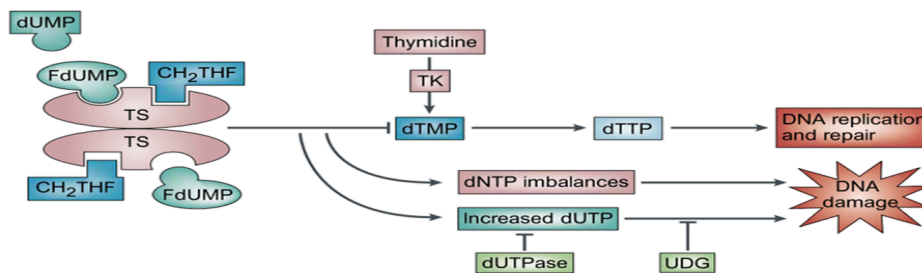 dUMP
FdUMP
CH₂THF
TS
TS
CH₂THF
FdUMP
Thymidine
TK
dTMP
dTTP
DNA replication
and repair
dNTP imbalances
Increased dUTP
DNA
damage
dUTPase
UDG